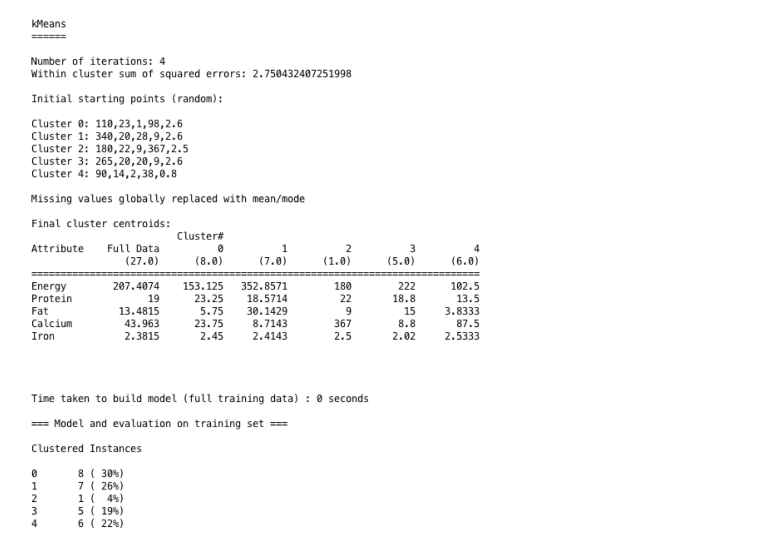 kMeans
======
Number of iterations: 4
Within cluster sum of squared errors: 2.750432407251998
Initial starting points (random):
Cluster 0: 110,23,1,98,2.6
Cluster 1: 340,20,28,9,2.6
Cluster 2: 180,22,9,367,2.5
Cluster 3: 265,20,20,9,2.6
Cluster 4: 90,14,2,38,0.8
Missing values globally replaced with mean/mode
Final cluster centroids:
Cluster#
Attribute Full Data 0 1 2 3 4
(27.0) (8.0) (7.0) (1.0) (5.0) (6.0)
========================================================================
Energy 207.4074 153.125 352.8571 180 222 102.5
Protein 19 23.25 18.5714 22 18.8 13.5
Fat 13.4815 5.75 30.1429 9 15 3.8333
Calcium 43.963 23.75 8.7143 367 8.8 87.5
Iron 2.3815 2.45 2.4143 2.5 2.02 2.5333
Time taken to build model (full training data) : 0 seconds
=== Model and evaluation on training set ===
Clustered Instances
0 8 ( 30%)
1 7 ( 26%)
2 1 ( 4%)
3 5 ( 19%)
4 6 ( 22%)